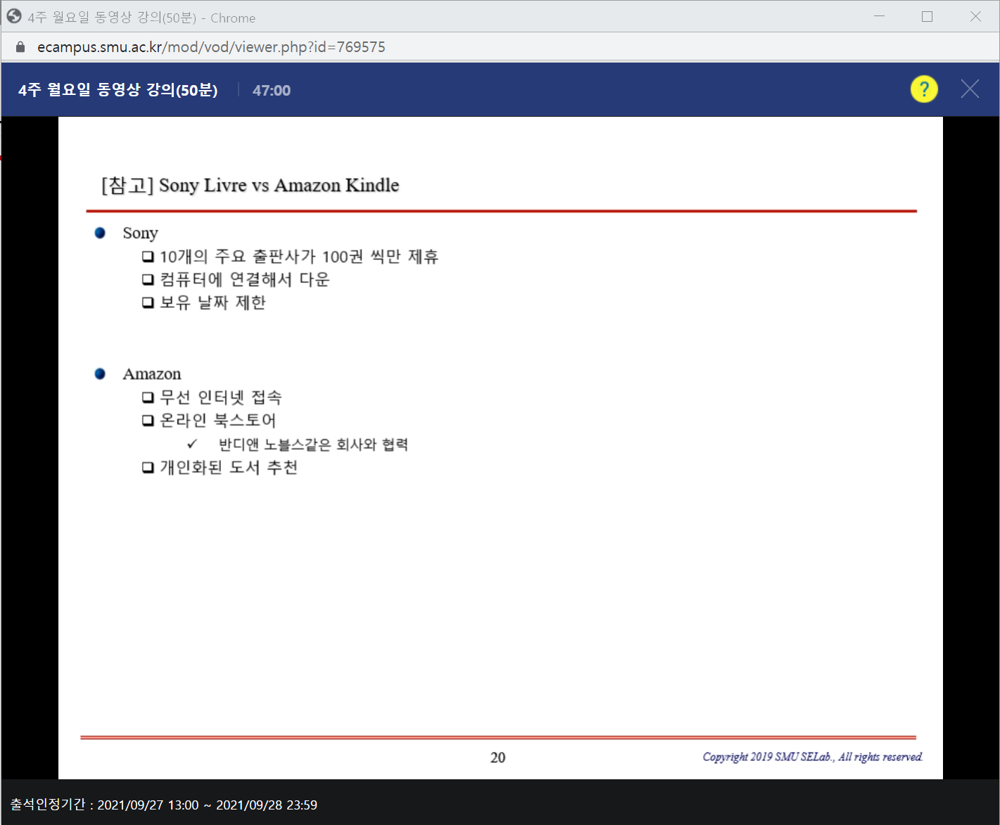 4주 월요일 동영상 강의(50분) - Chrome
ecampus.smu.ac.kr/mod/vod/viewer.php?id=769575
4주 월요일 동영상 강의(50분) 47:00 ?
[참고] Sony Livre vs Amazon Kindle
Sony
10개의 주요 출판사가 100권 씩만 제휴
컴퓨터에 연결해서 다운
보유 날짜 제한
Amazon
무선 인터넷 접속
온라인 북스토어
✓ 반디앤 노블스같은 회사와 협력
개인화된 도서 추천
20
Copyright 2019 SMU SELab., All rights reserved.
출석인정기간 : 2021/09/27 13:00 ~ 2021/09/28 23:59